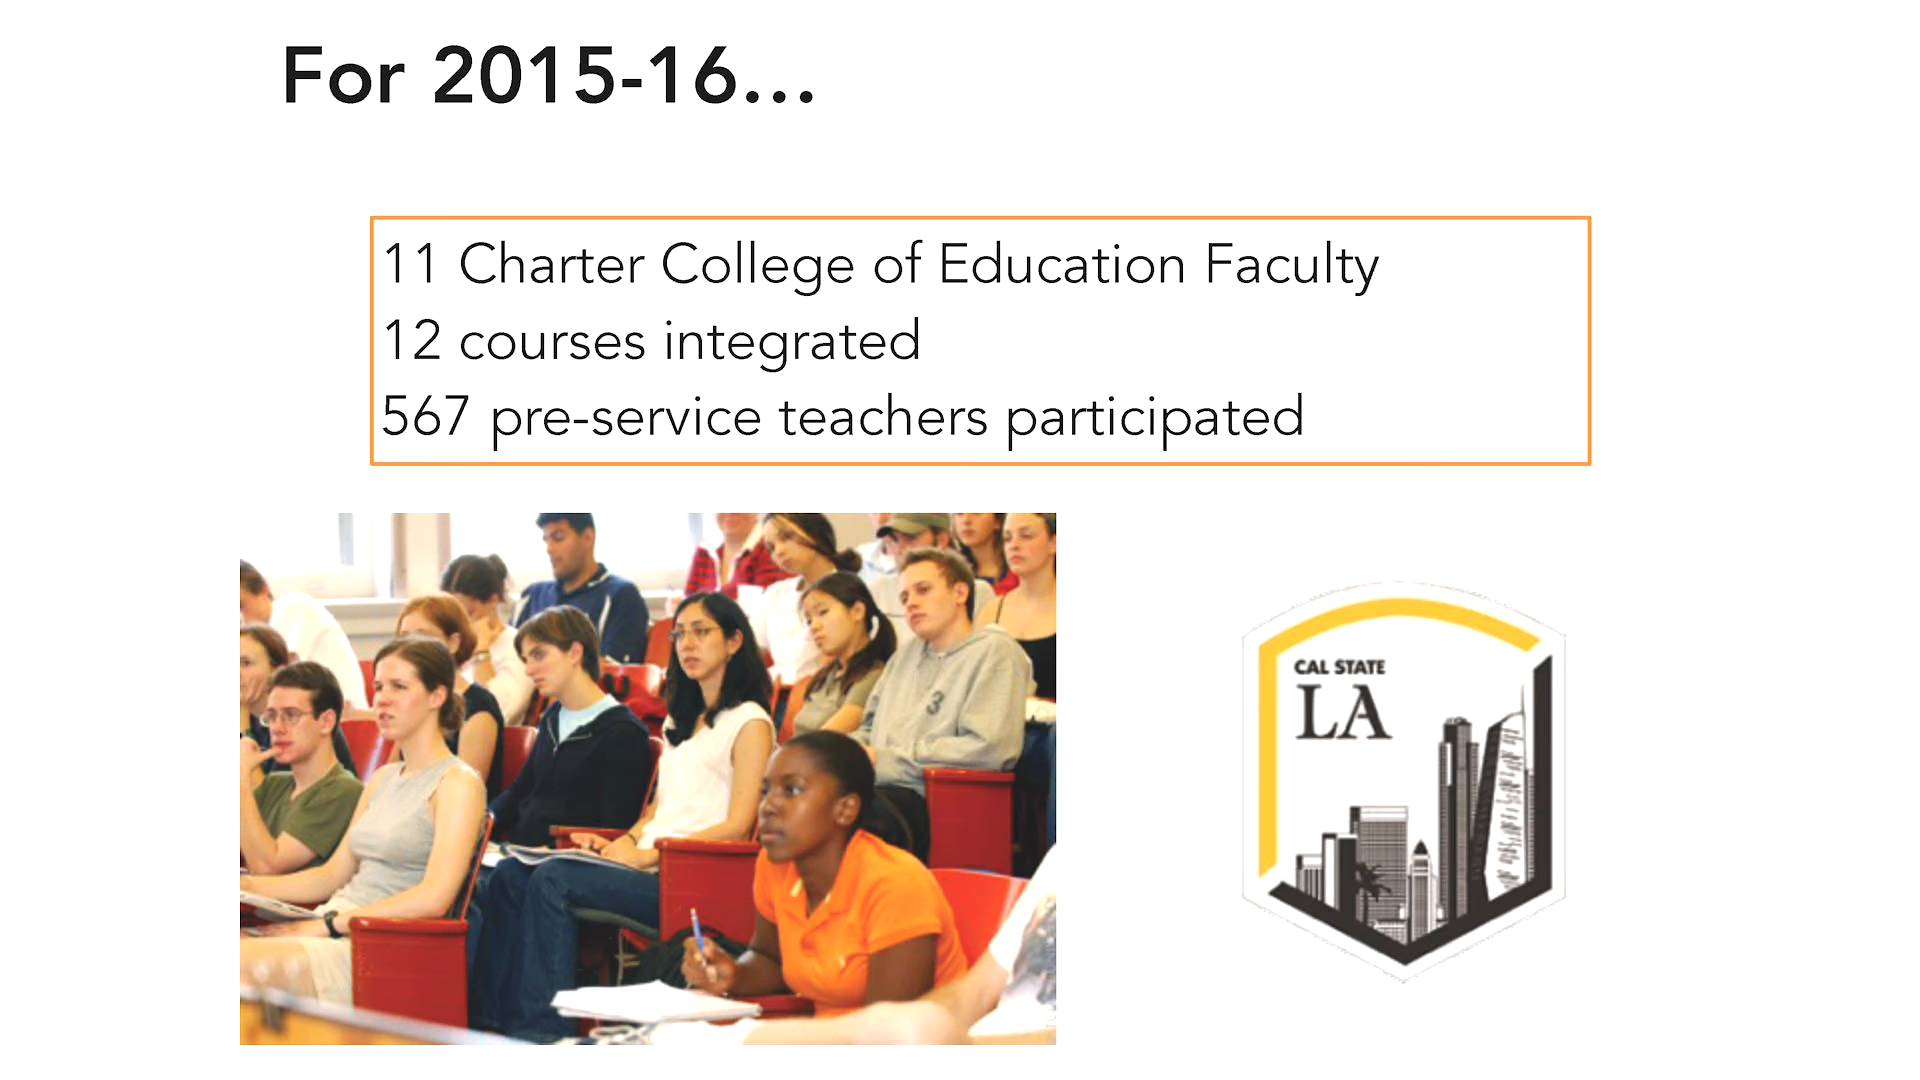 For 2015-16...
11 Charter College of Education Faculty
12 courses integrated
567 pre-service teachers participated
3
CAL STATE
LA